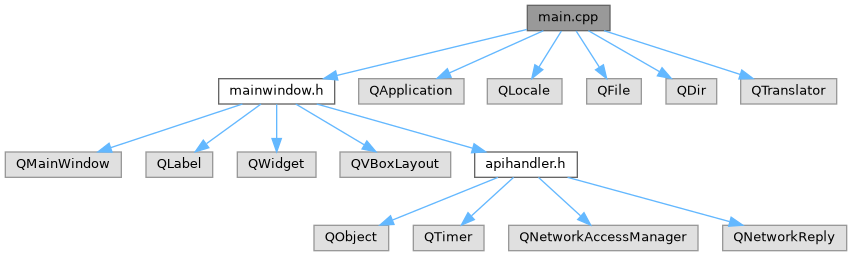 main.cpp
mainwindow.h
QApplication
QLocale
QFile
QDir
QTranslator
QMainWindow
QLabel
QWidget
QVBoxLayout
apihandler.h
QObject
QTimer
QNetworkAccessManager
QNetworkReply